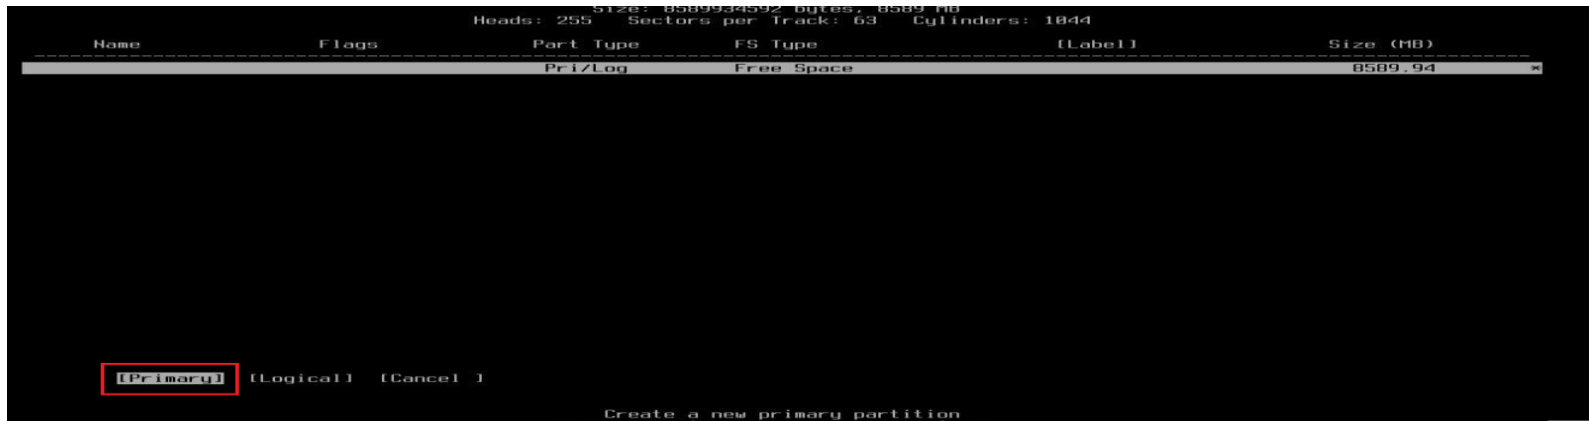 Size: 8589934592 bytes, 8589 MB
Heads: 255   Sectors per Track: 63   Cylinders: 1044
Name   Flags   Part Type   FS Type   [Label]   Size (MB)
Pri/Log   Free Space   8589.94   *
[Primary]   [Logical]   [Cancel ]
Create a new primary partition